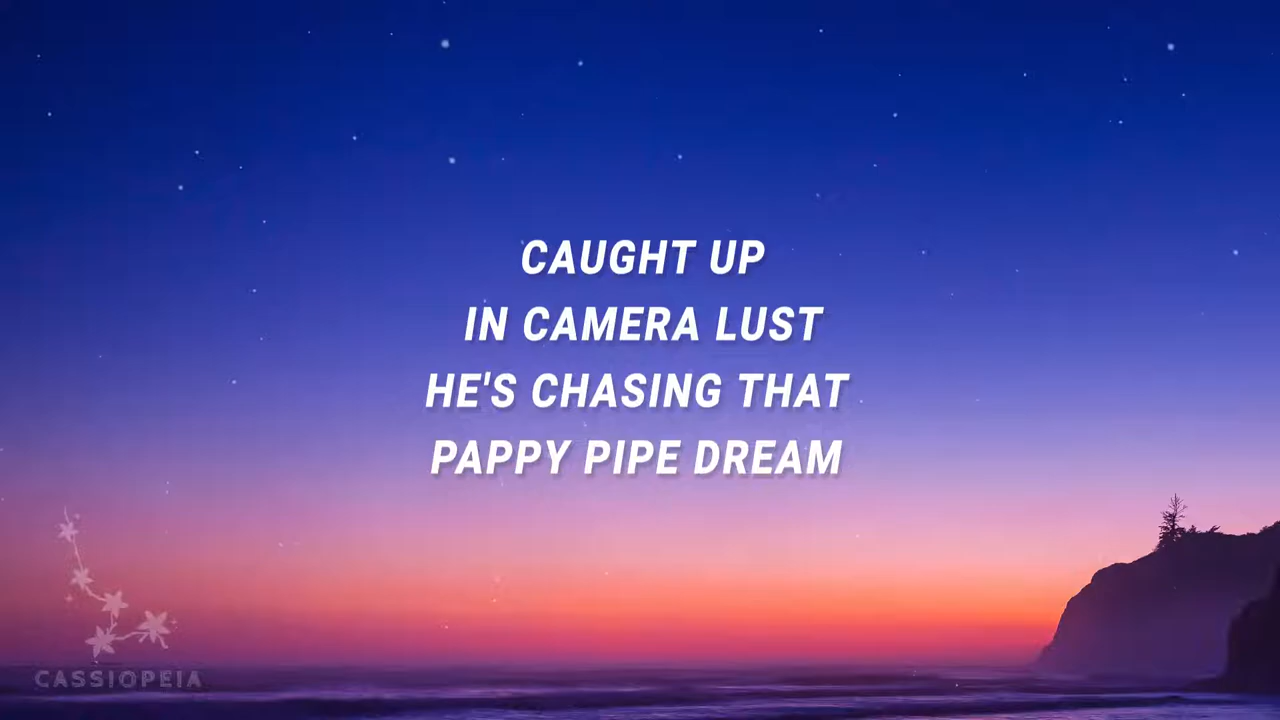 CAUGHT UP
IN CAMERA LUST
HE'S CHASING THAT
PAPPY PIPE DREAM
CASSIOPEIA